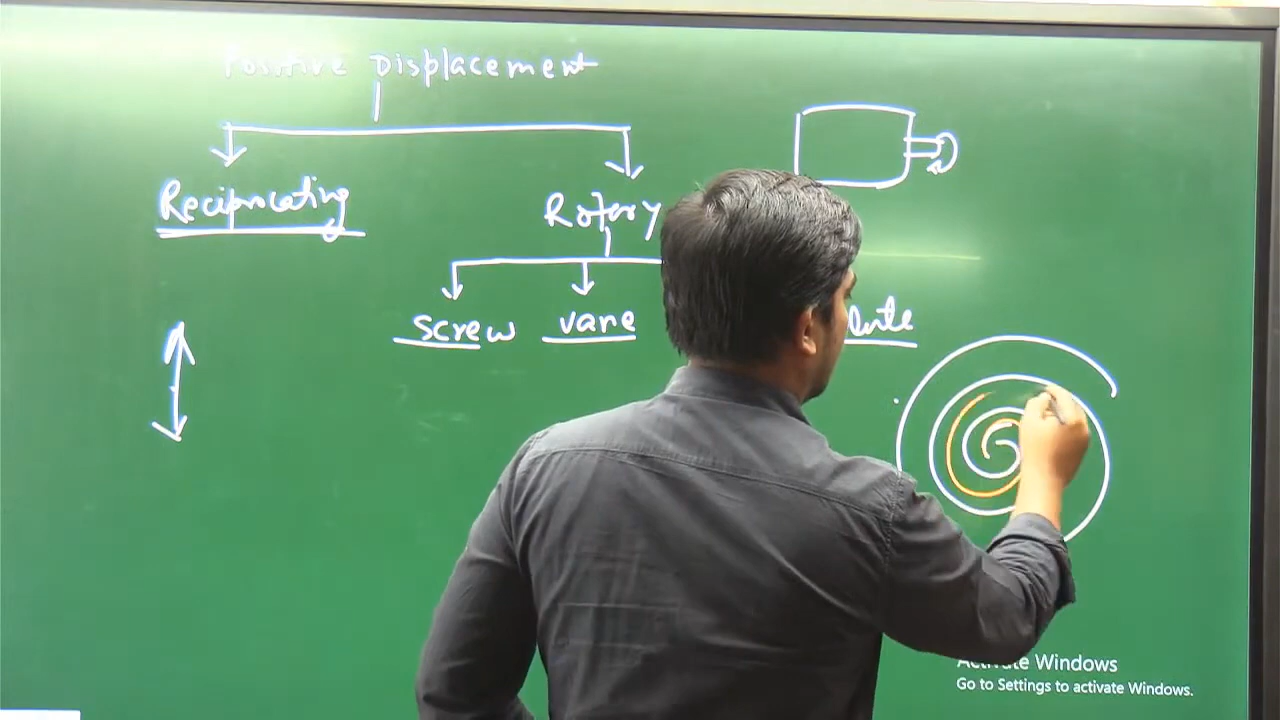 Positive Displacement
Reciprocating
Rotary
screw vane
Activate Windows
Go to Settings to activate Windows.